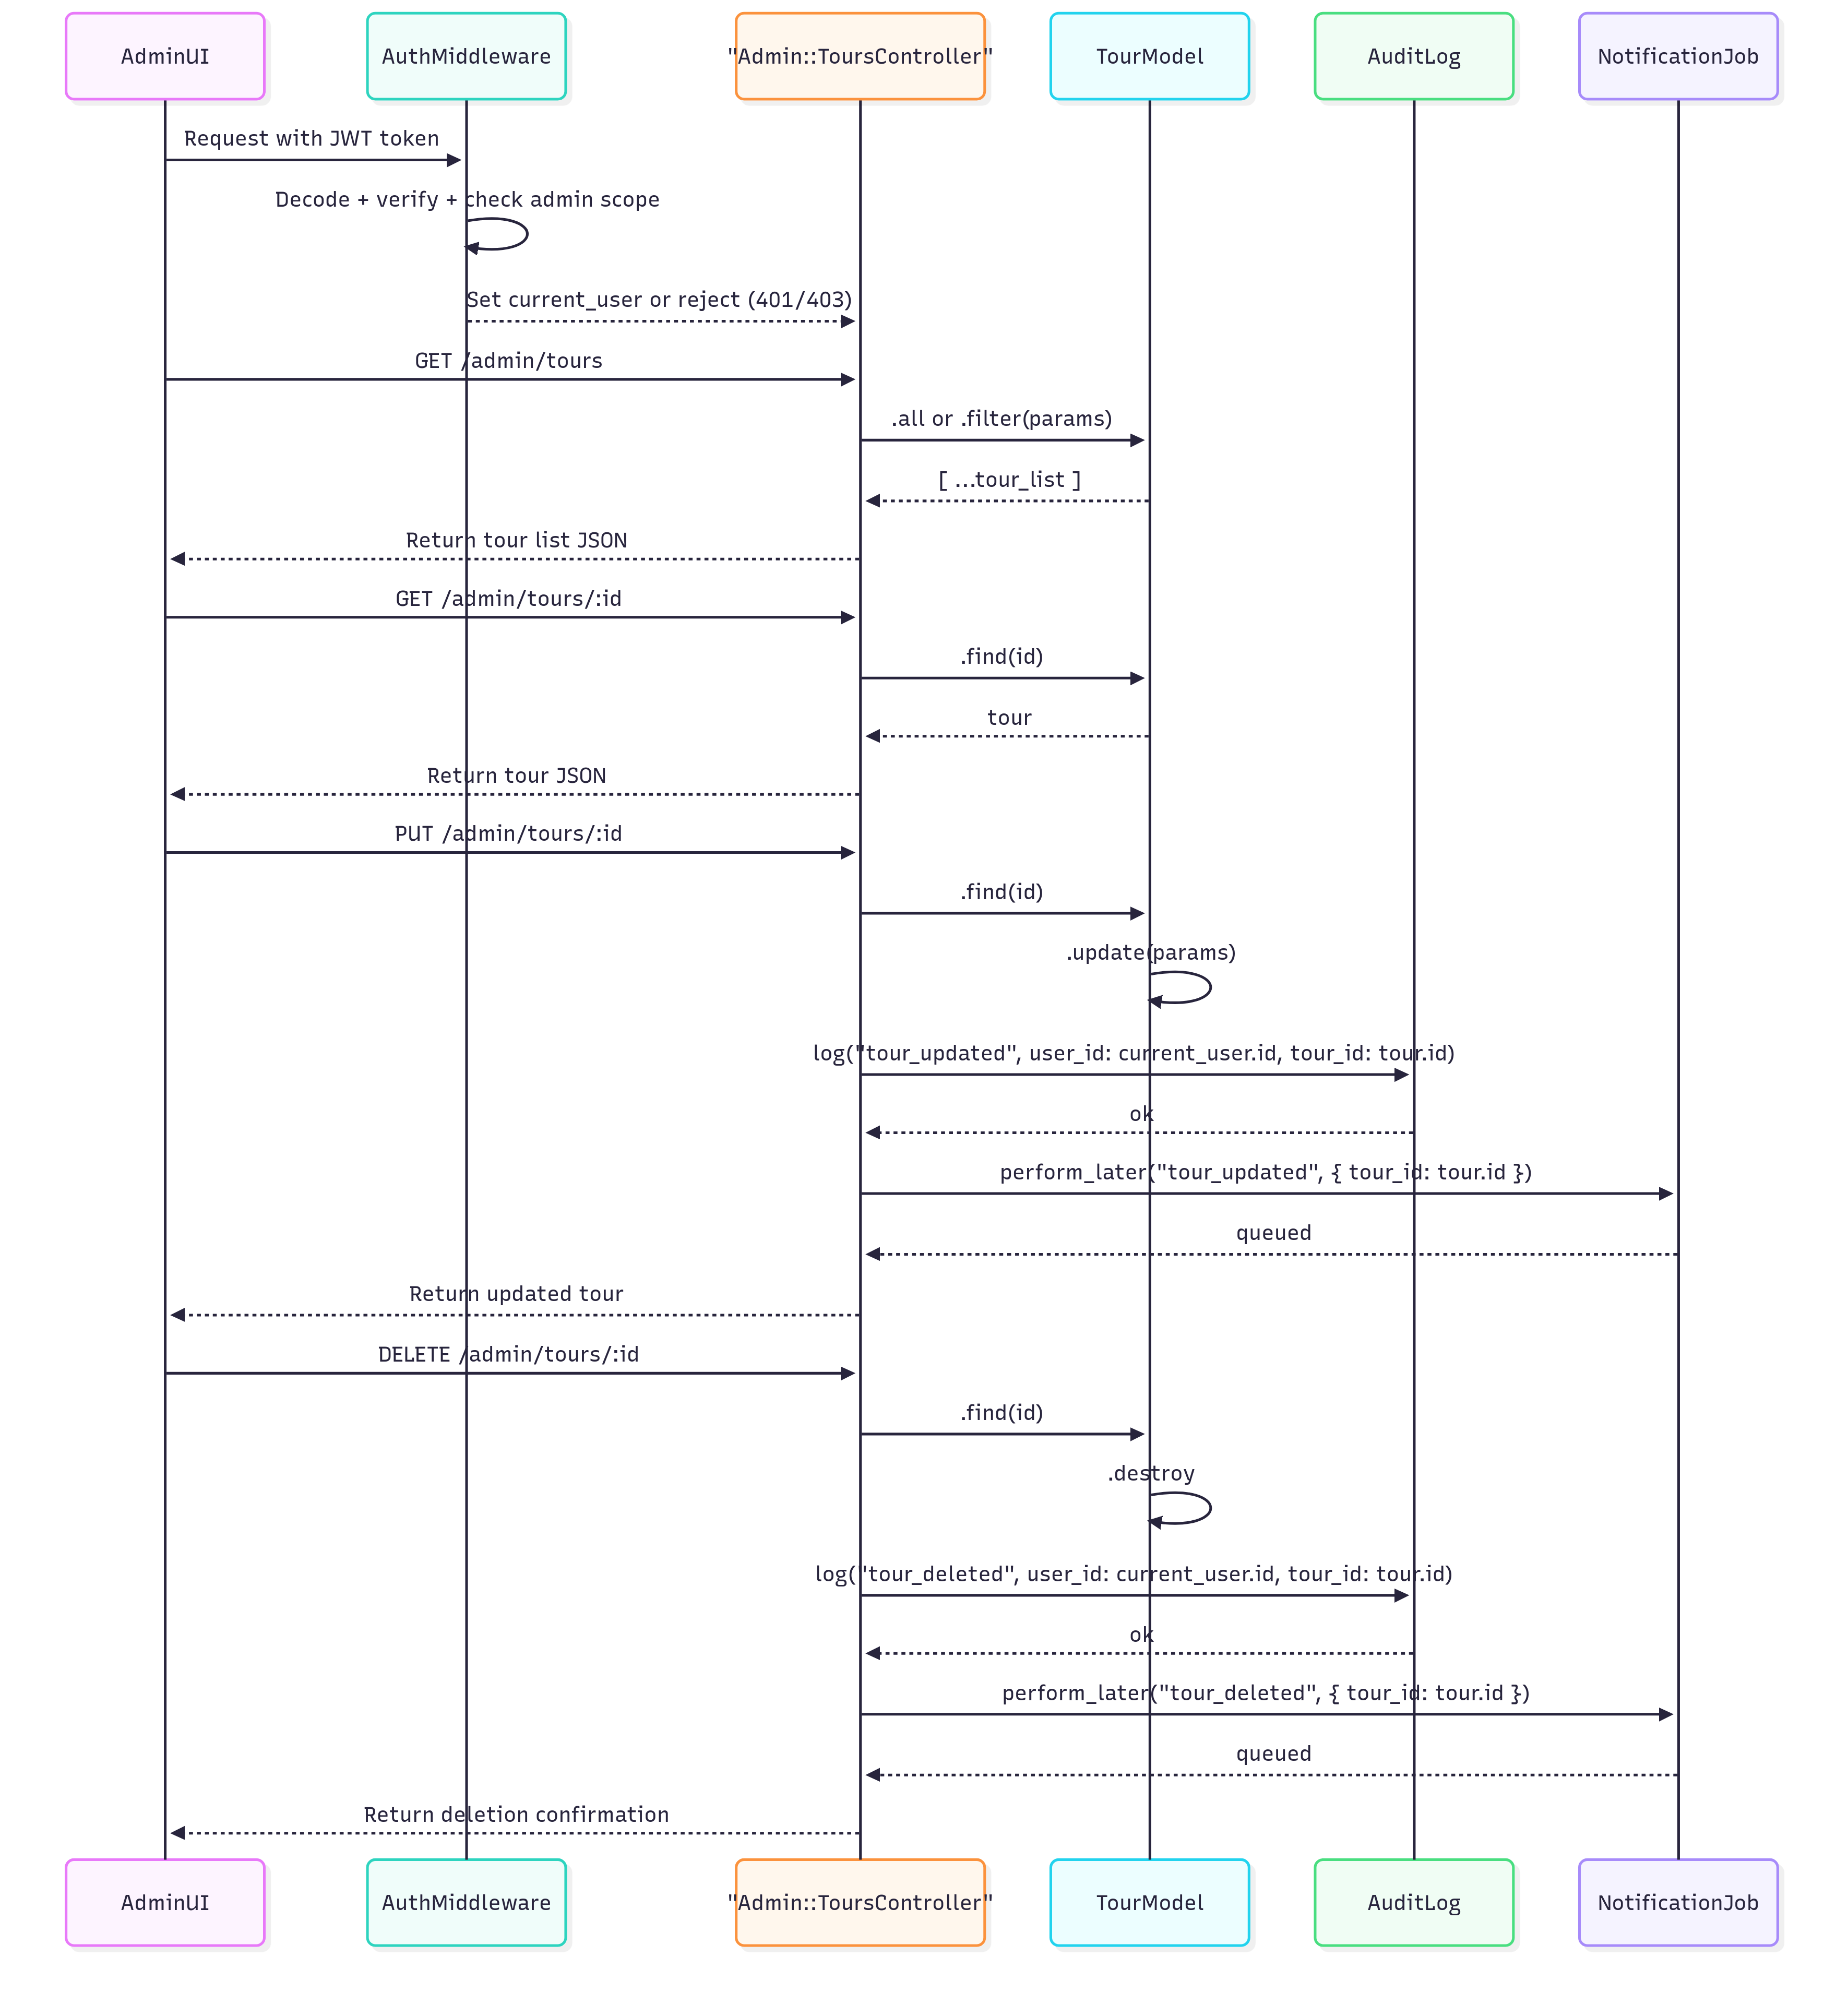 AdminUI
AuthMiddleware
"Admin::ToursController"
TourModel
AuditLog
NotificationJob
Request with JWT token
Decode + verify + check admin scope
Set current_user or reject (401/403)
GET /admin/tours
.all or .filter(params)
[ ...tour_list ]
Return tour list JSON
GET /admin/tours/:id
.find(id)
tour
Return tour JSON
PUT /admin/tours/:id
.find(id)
.update(params)
log("tour_updated", user_id: current_user.id, tour_id: tour.id)
ok
perform_later("tour_updated", { tour_id: tour.id })
queued
Return updated tour
DELETE /admin/tours/:id
.find(id)
.destroy
log("tour_deleted", user_id: current_user.id, tour_id: tour.id)
ok
perform_later("tour_deleted", { tour_id: tour.id })
queued
Return deletion confirmation
AdminUI
AuthMiddleware
"Admin::ToursController"
TourModel
AuditLog
NotificationJob